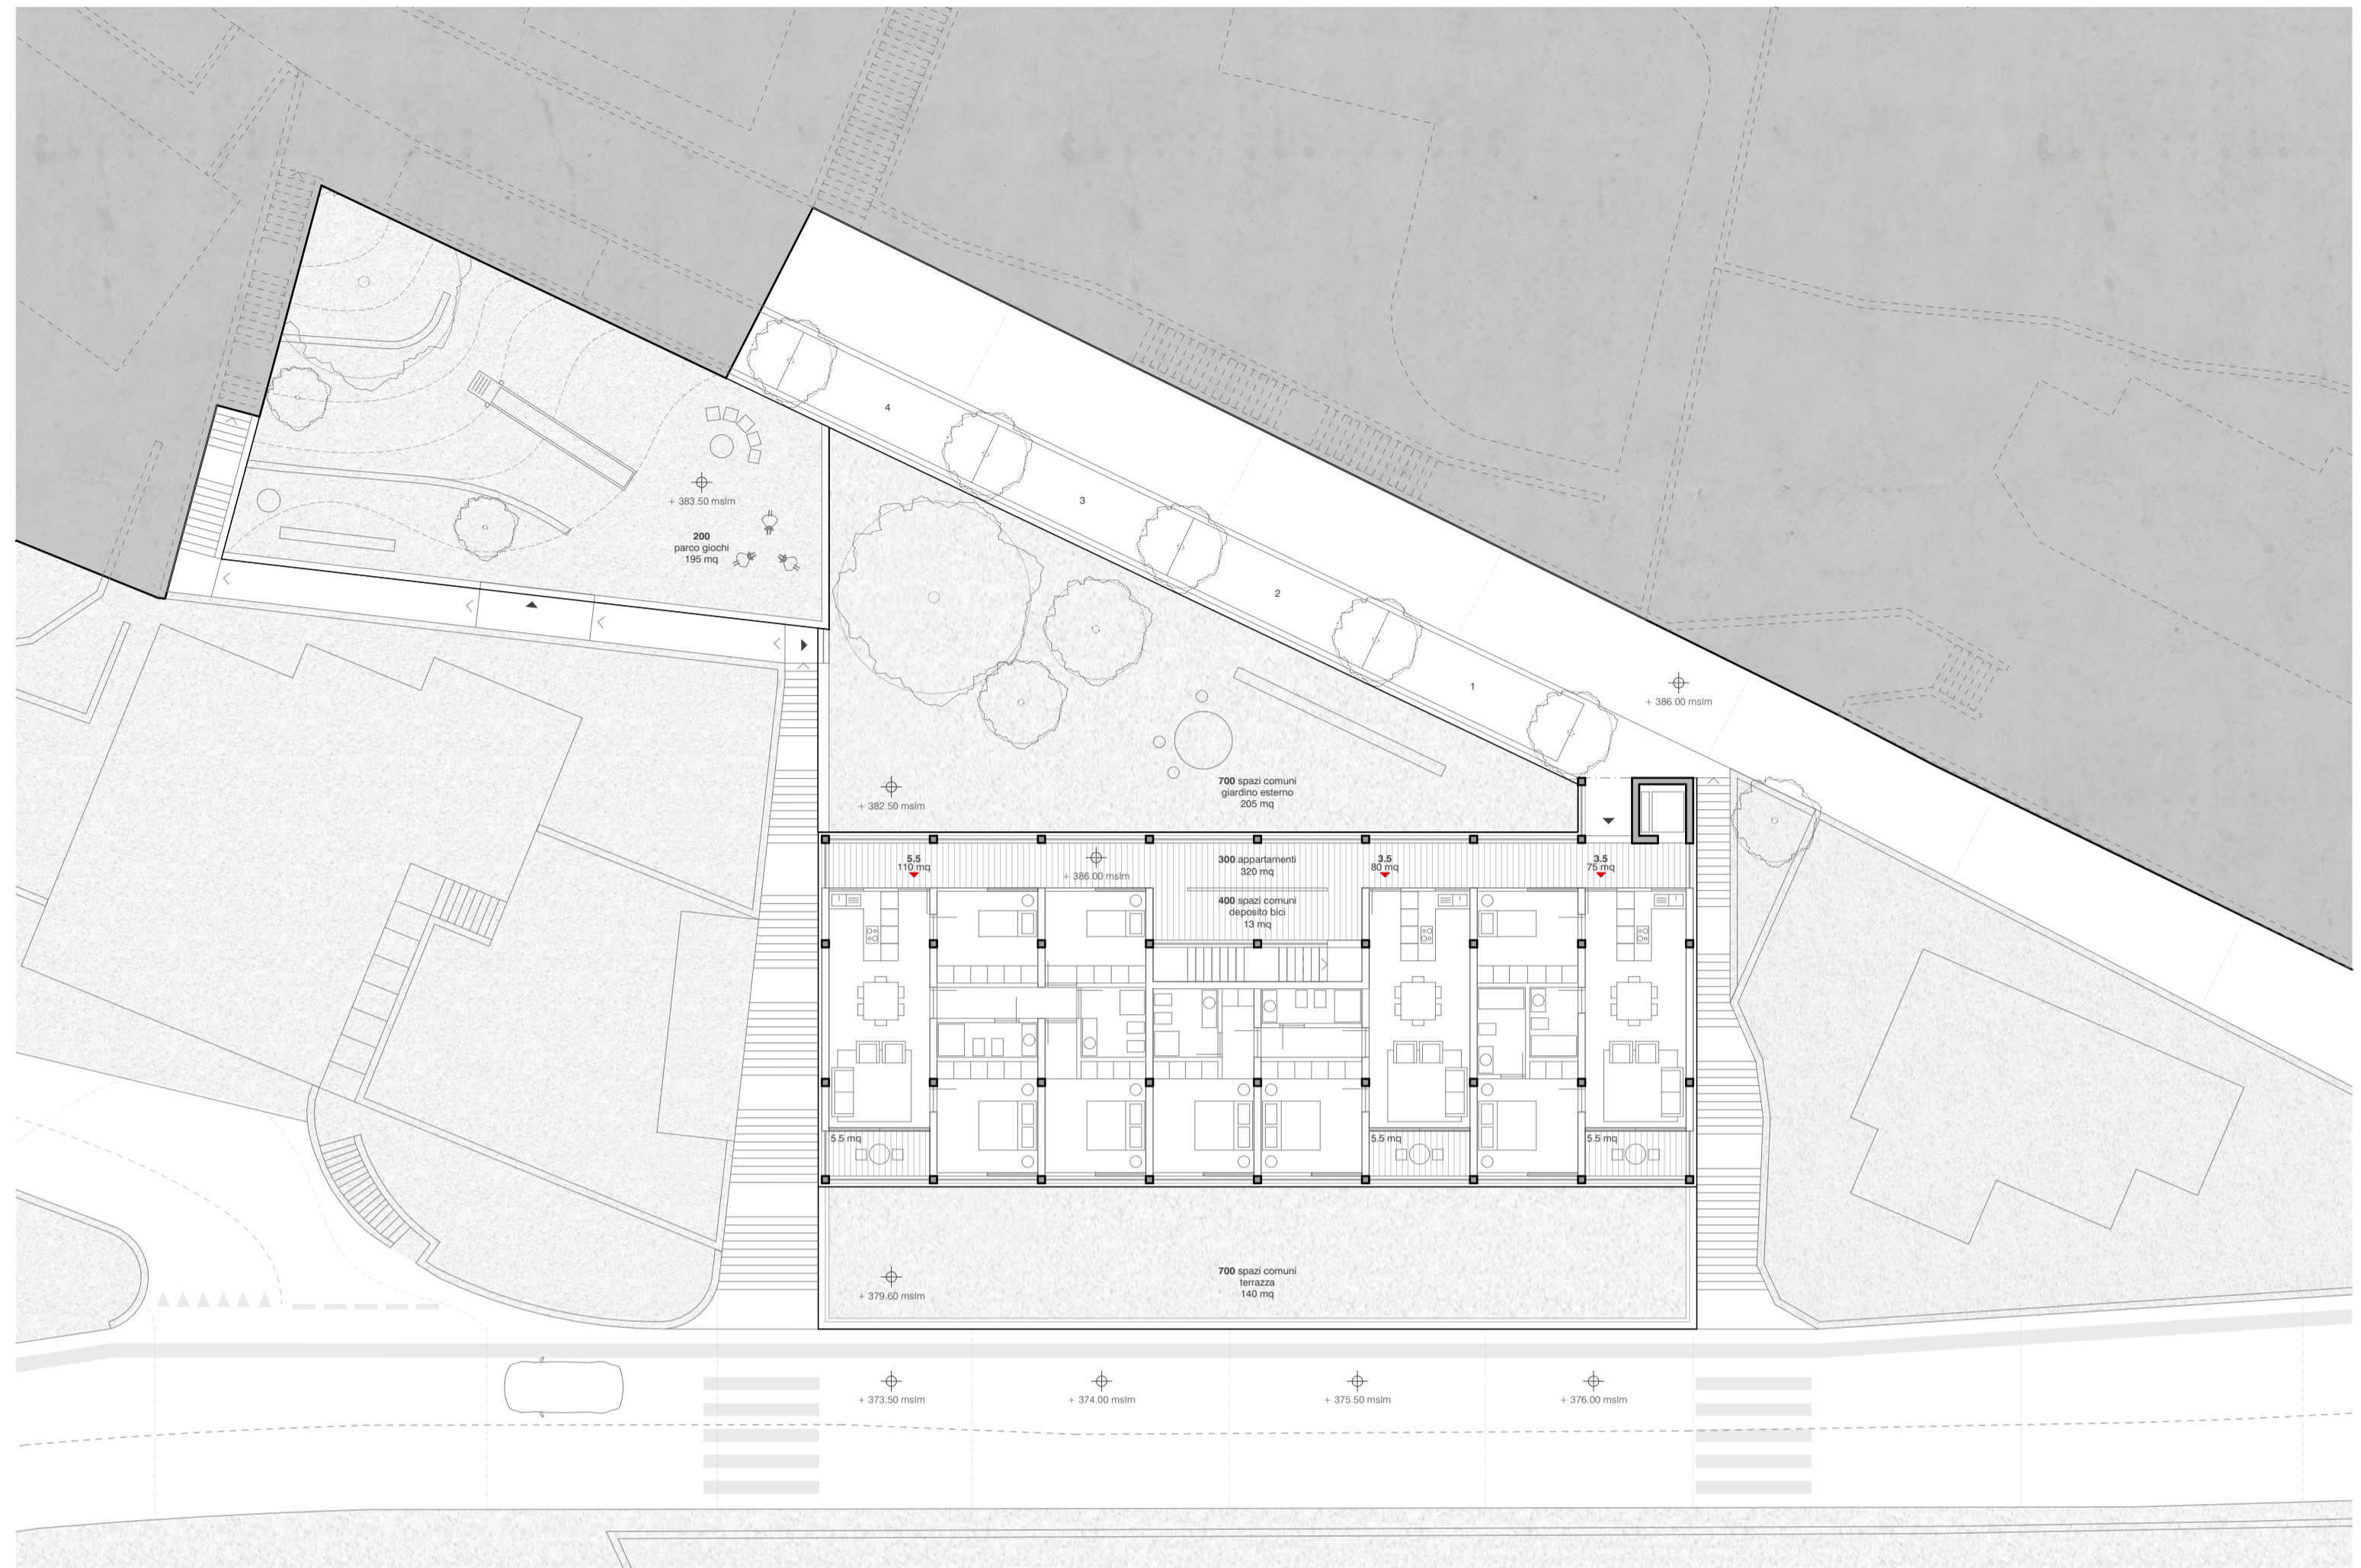 4
3
+ 383.50 mslm
200
parco giochi
195 mq
2
1
+ 386.00 mslm
700 spazi comuni
giardino esterno
205 mq
+ 382.50 mslm
5.5
110 mq
+ 386.00 mslm
300 appartamenti
320 mq
3.5
80 mq
3.5
75 mq
400 spazi comuni
deposito bici
13 mq
5.5 mq
5.5 mq
5.5 mq
700 spazi comuni
terrazza
140 mq
+ 379.60 mslm
+ 373.50 mslm
+ 374.00 mslm
+ 375.50 mslm
+ 376.00 mslm